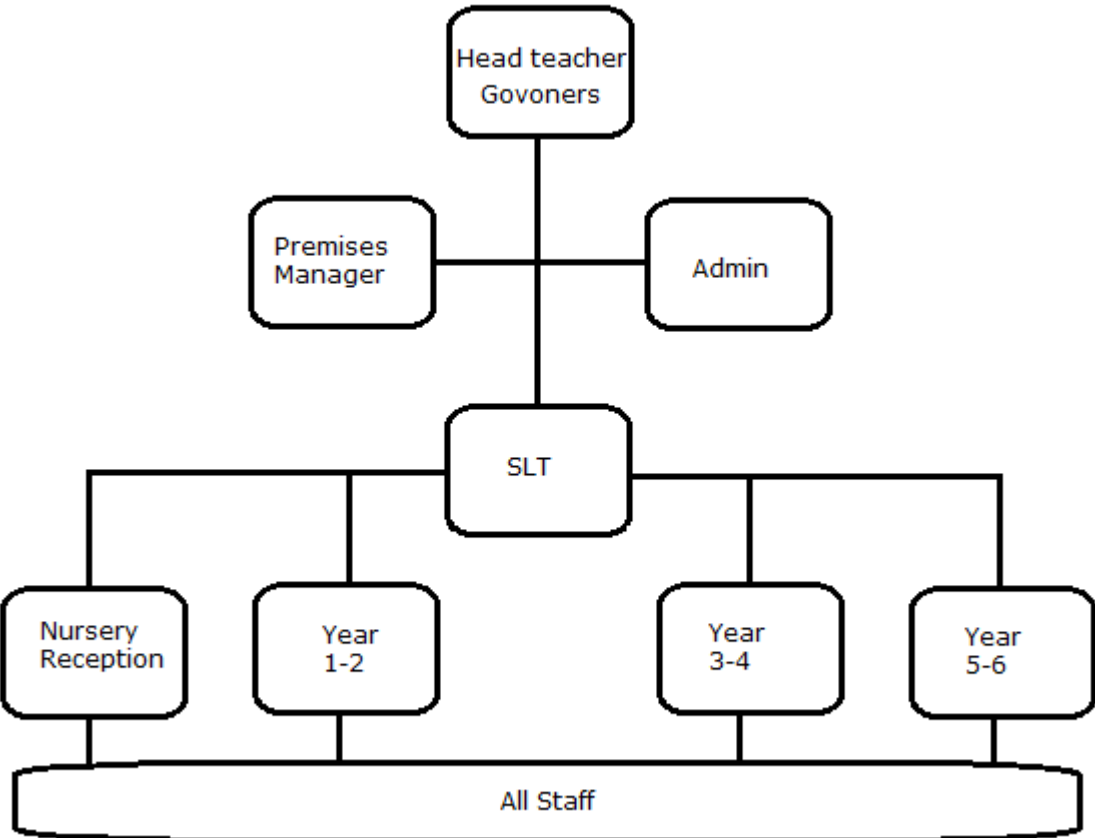 Head teacher
Govoners
Premises
Manager
Admin
SLT
Nursery
Reception
Year
1-2
Year
3-4
Year
5-6
All Staff